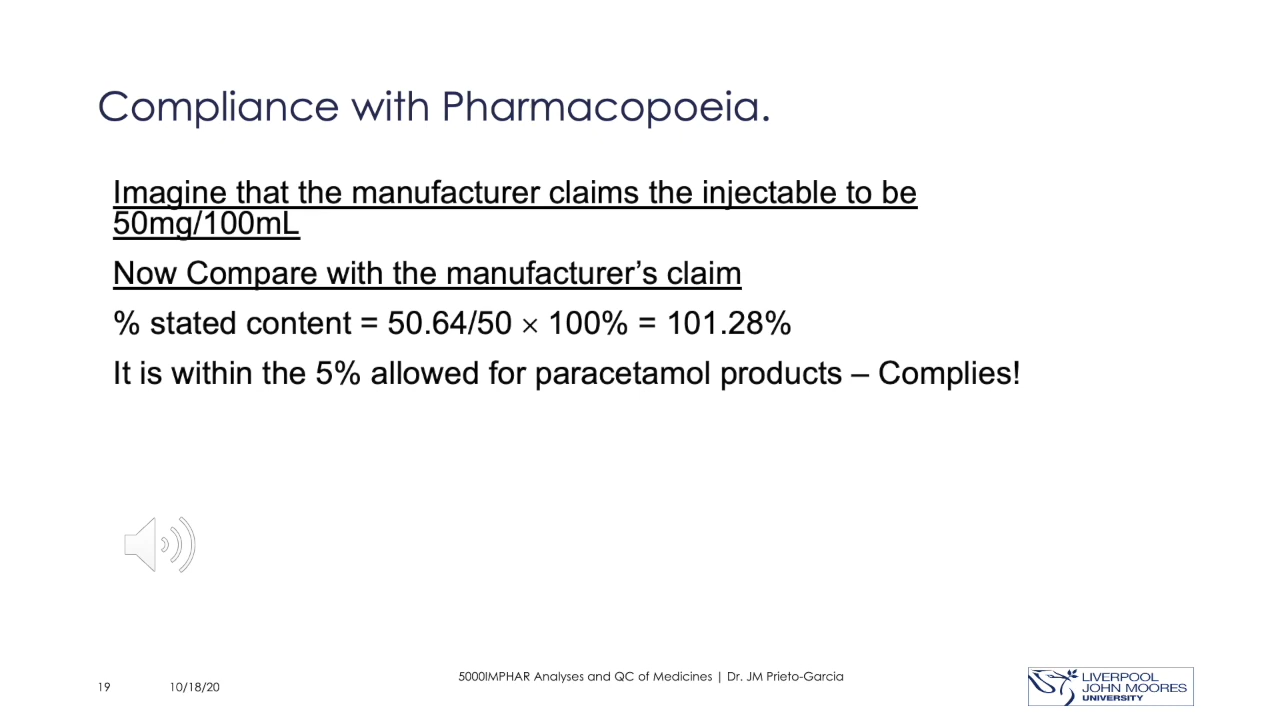 Compliance with Pharmacopoeia.
Imagine that the manufacturer claims the injectable to be
50mg/100mL
Now Compare with the manufacturer’s claim
% stated content = 50.64/50 × 100% = 101.28%
It is within the 5% allowed for paracetamol products – Complies!
5000IMPHAR Analyses and QC of Medicines | Dr. JM Prieto-Garcia
19
10/18/20
LIVERPOOL
JOHN MOORES
UNIVERSITY